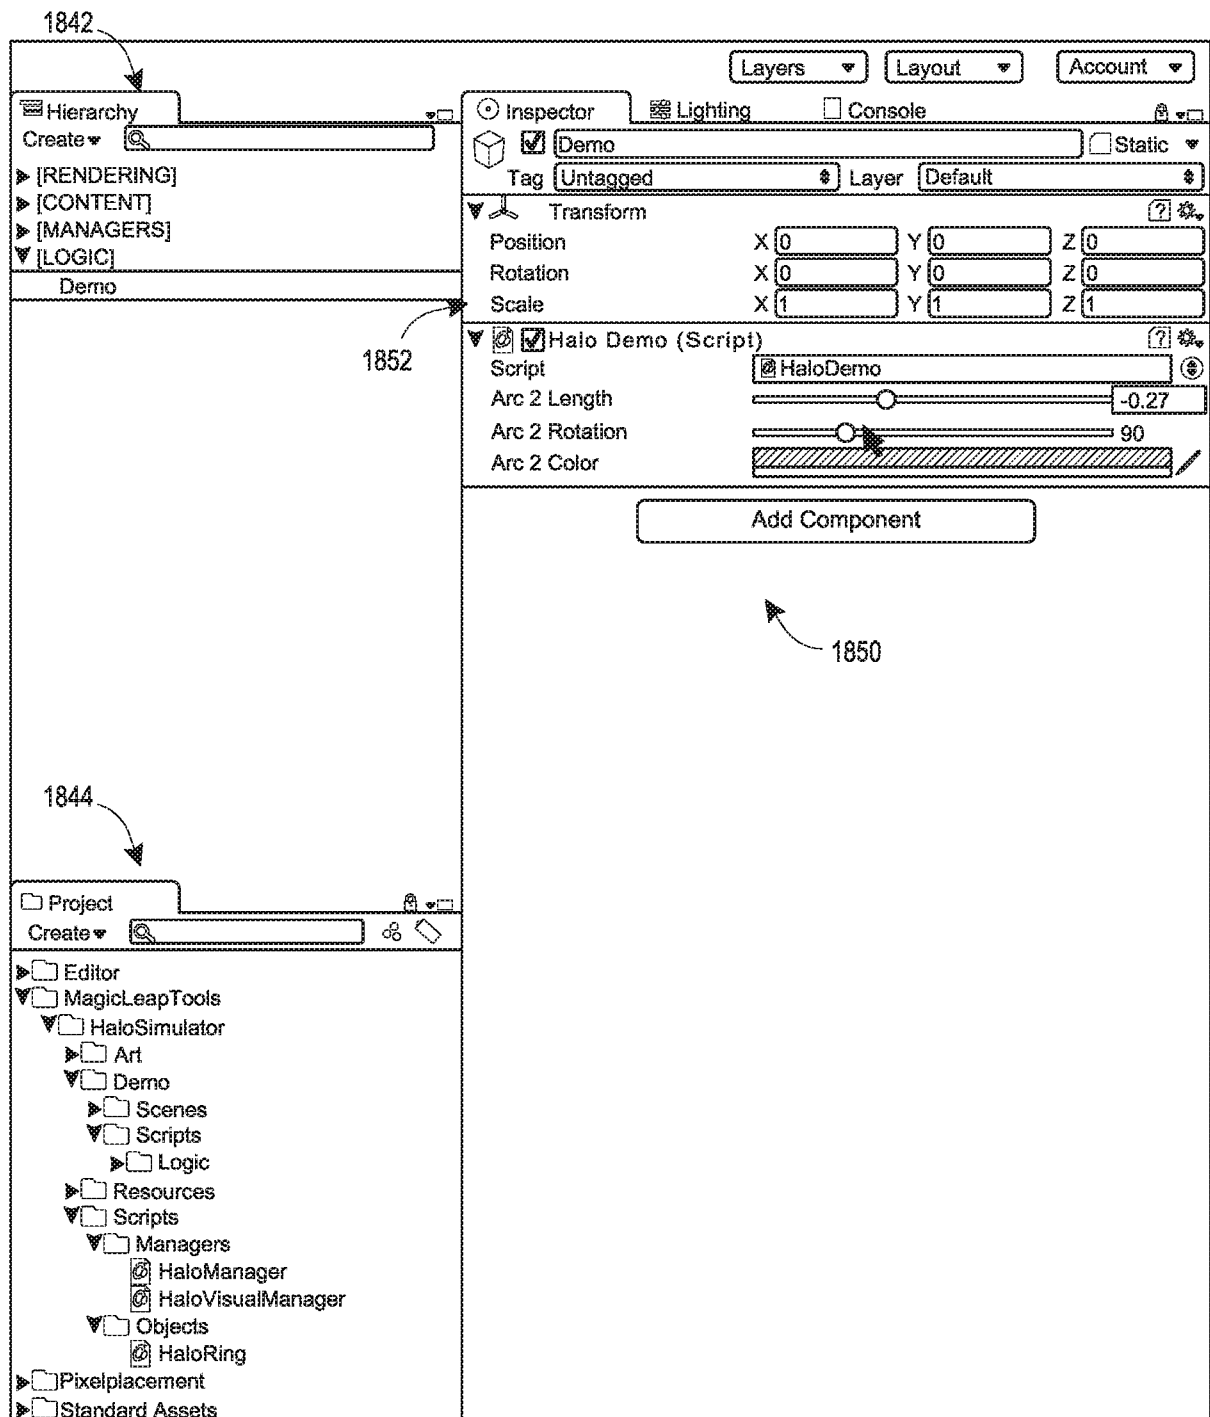 1842
Layers Layout Account
Hierarchy
Create
[RENDERING]
[CONTENT]
[MANAGERS]
[LOGIC]
Demo
Inspector Lighting Console
Demo Static
Tag Untagged Layer Default
Transform
Position X 0 Y 0 Z 0
Rotation X 0 Y 0 Z 0
Scale X 1 Y 1 Z 1
1852
Halo Demo (Script)
Script HaloDemo
Arc 2 Length -0.27
Arc 2 Rotation 90
Arc 2 Color
Add Component
1850
1844
Project
Create
Editor
MagicLeapTools
HaloSimulator
Art
Demo
Scenes
Scripts
Logic
Resources
Scripts
Managers
HaloManager
HaloVisualManager
Objects
HaloRing
Pixelplacement
Standard Assets